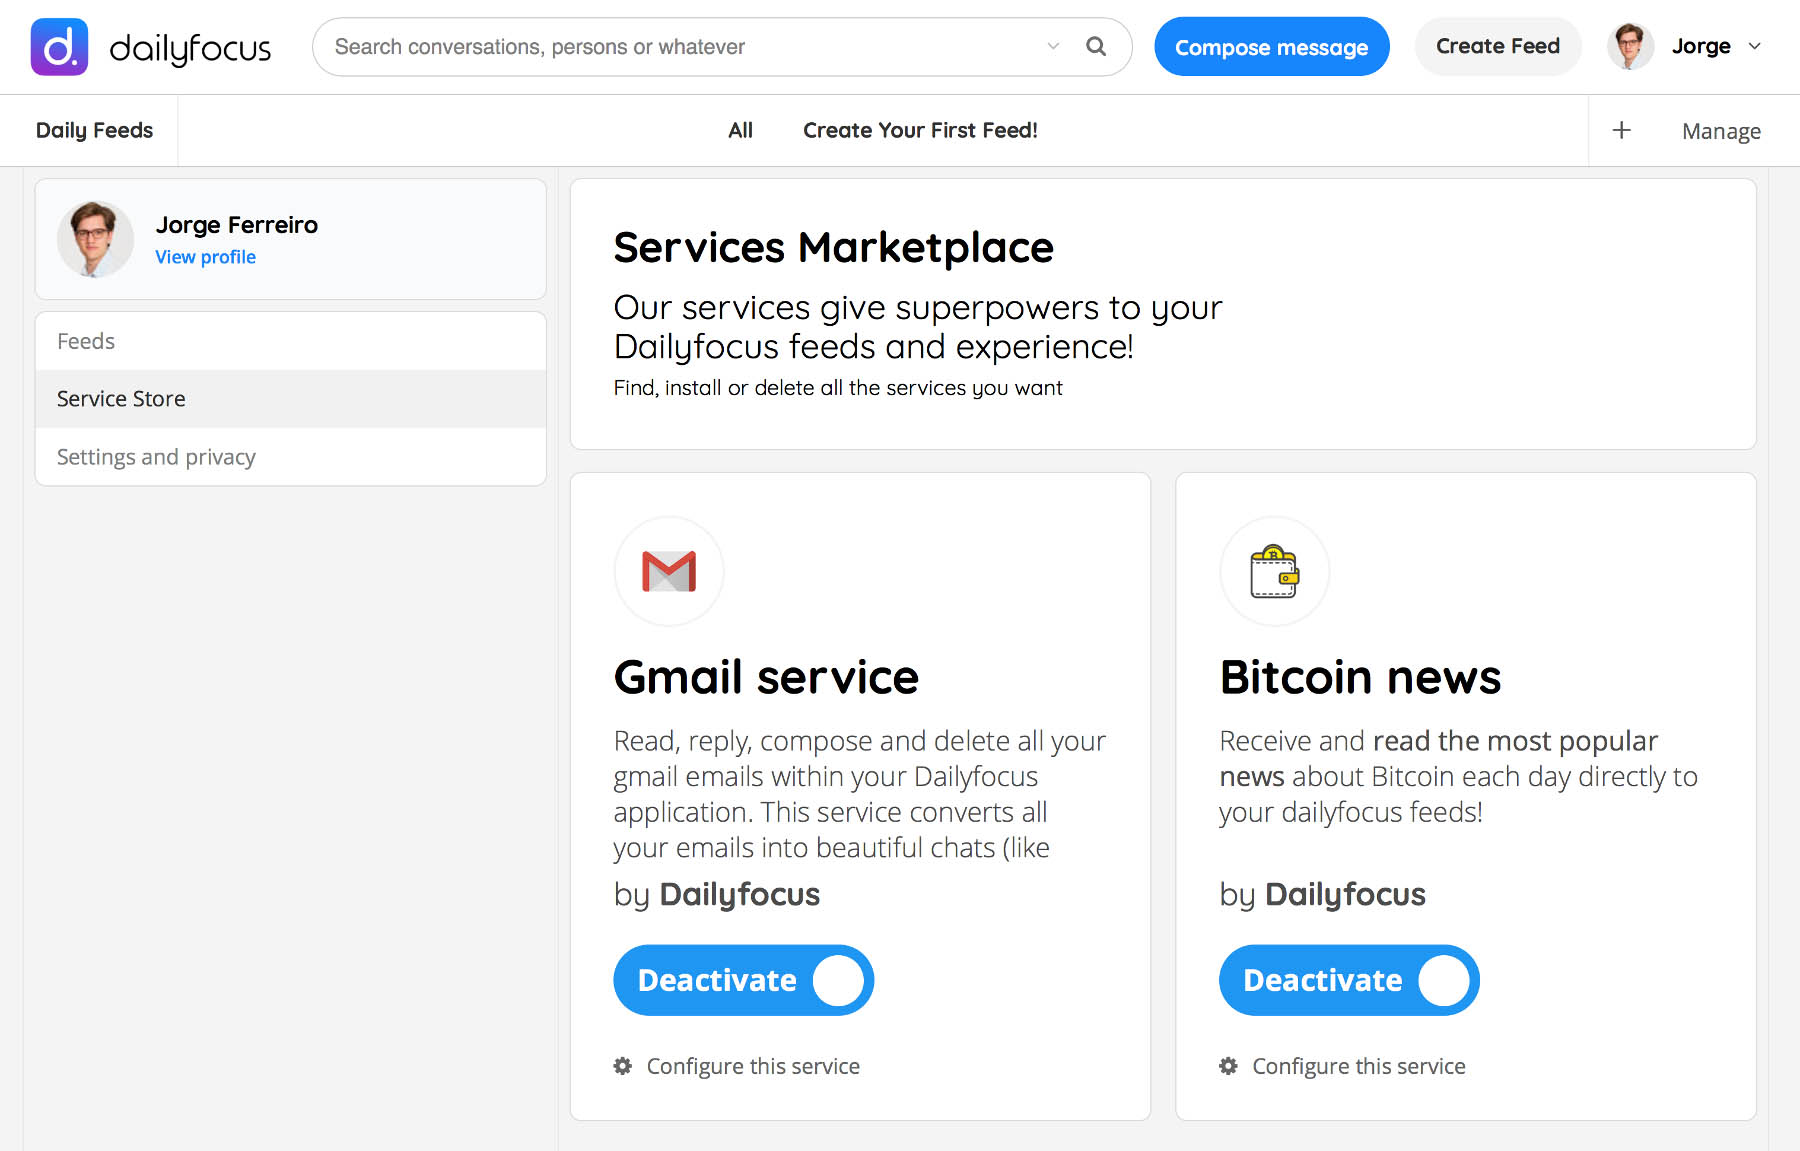 d. dailyfocus
Search conversations, persons or whatever
Compose message
Create Feed
Jorge
Daily Feeds
All
Create Your First Feed!
+
Manage
Jorge Ferreiro
View profile
Feeds
Service Store
Settings and privacy
Services Marketplace
Our services give superpowers to your
Dailyfocus feeds and experience!
Find, install or delete all the services you want
Gmail service
Read, reply, compose and delete all your
gmail emails within your Dailyfocus
application. This service converts all
your emails into beautiful chats (like
by Dailyfocus
Deactivate
Configure this service
Bitcoin news
Receive and read the most popular
news about Bitcoin each day directly to
your dailyfocus feeds!
by Dailyfocus
Deactivate
Configure this service